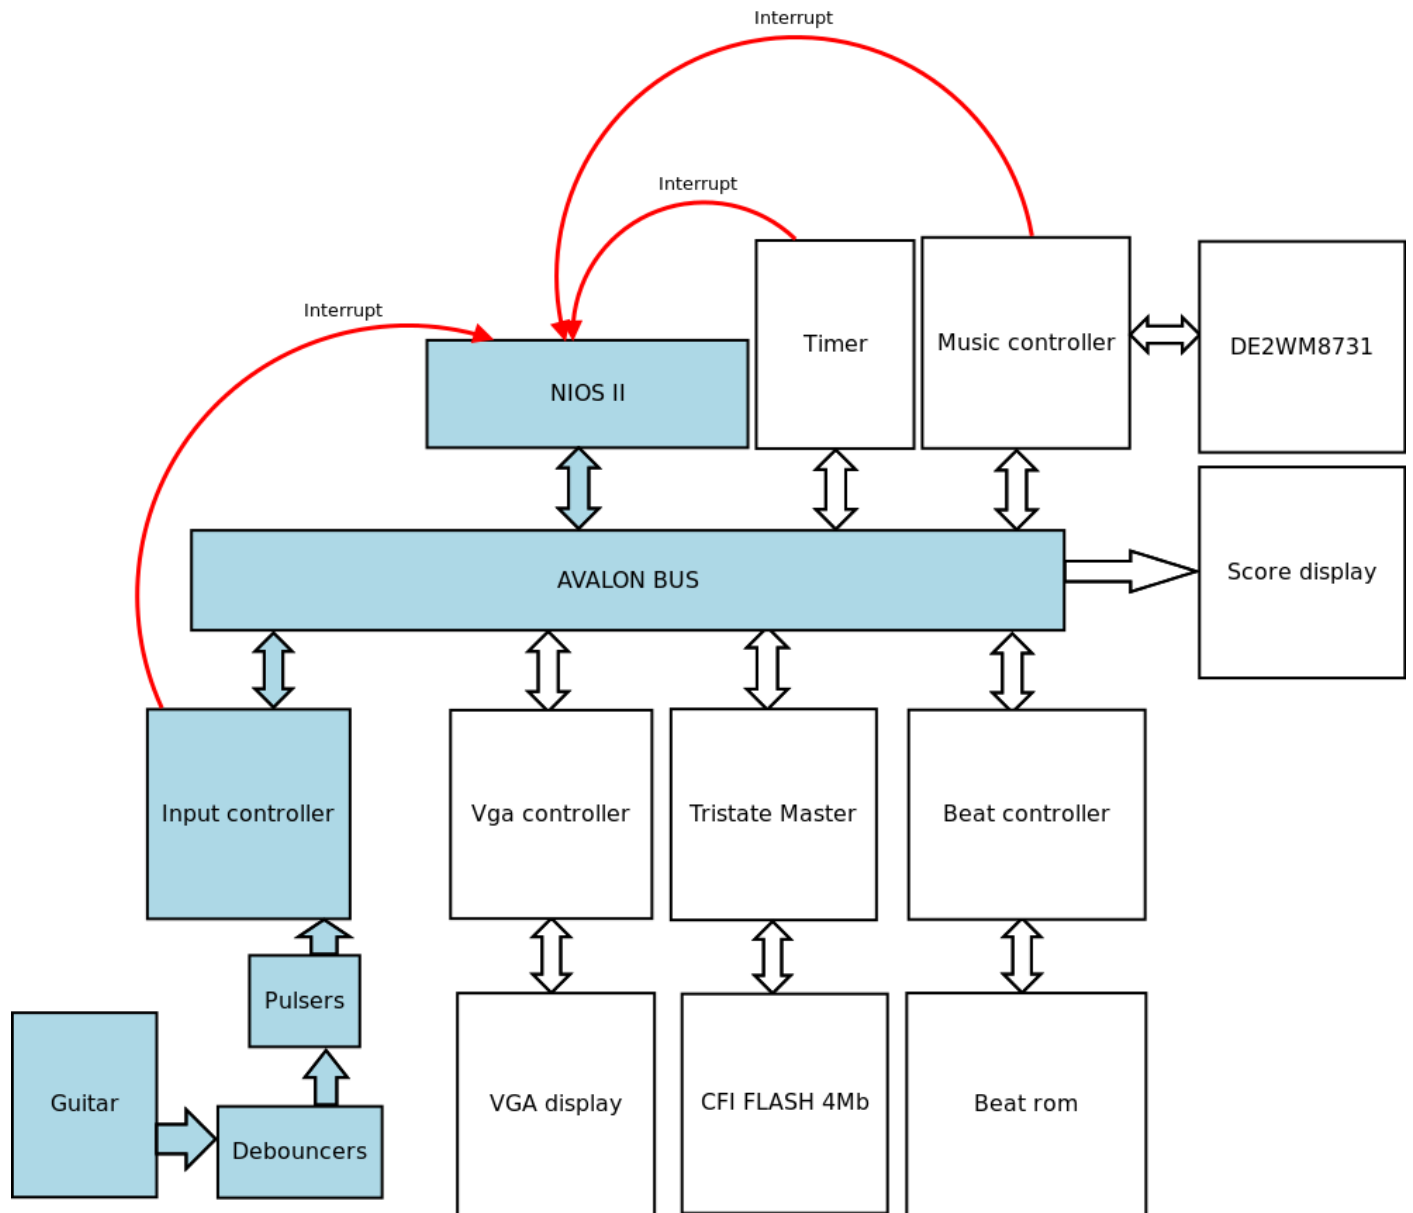 Interrupt
Interrupt
Interrupt
NIOS II
Timer
Music controller
DE2WM8731
AVALON BUS
Score display
Input controller
Vga controller
Tristate Master
Beat controller
Pulsers
Guitar
Debouncers
VGA display
CFI FLASH 4Mb
Beat rom